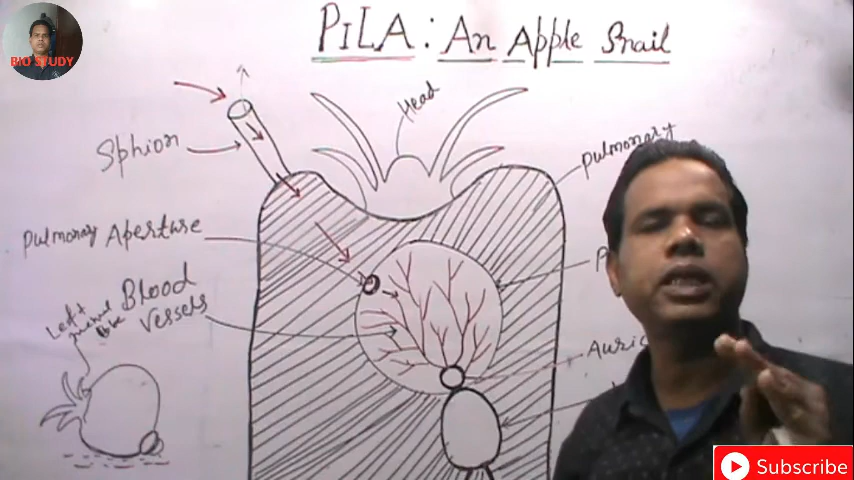 PILA : An Apple Snail
BIO STUDY
Head
Sphion
Pulmonary
Pulmonary Aperture
Blood
Vessels
Left
Auric
Subscribe